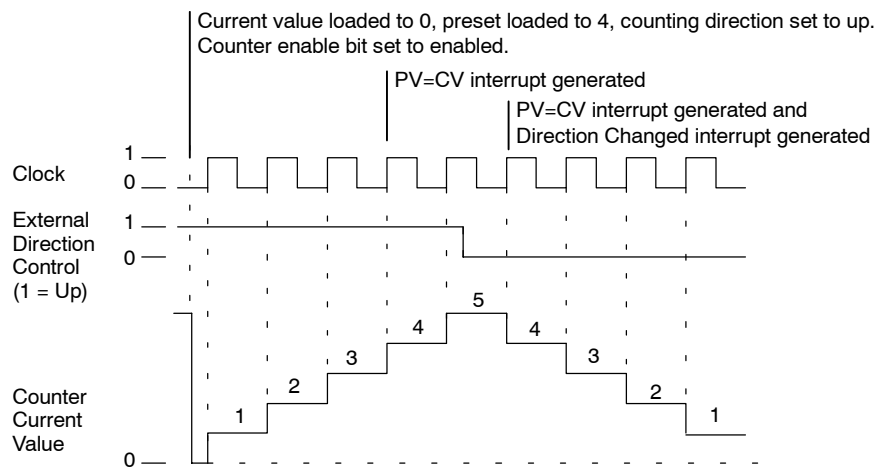 Current value loaded to 0, preset loaded to 4, counting direction set to up.
Counter enable bit set to enabled.
PV=CV interrupt generated
PV=CV interrupt generated and
Direction Changed interrupt generated
Clock
1
0
External
Direction
Control
(1 = Up)
1
0
Counter
Current
Value
0
1
2
3
4
5
4
3
2
1